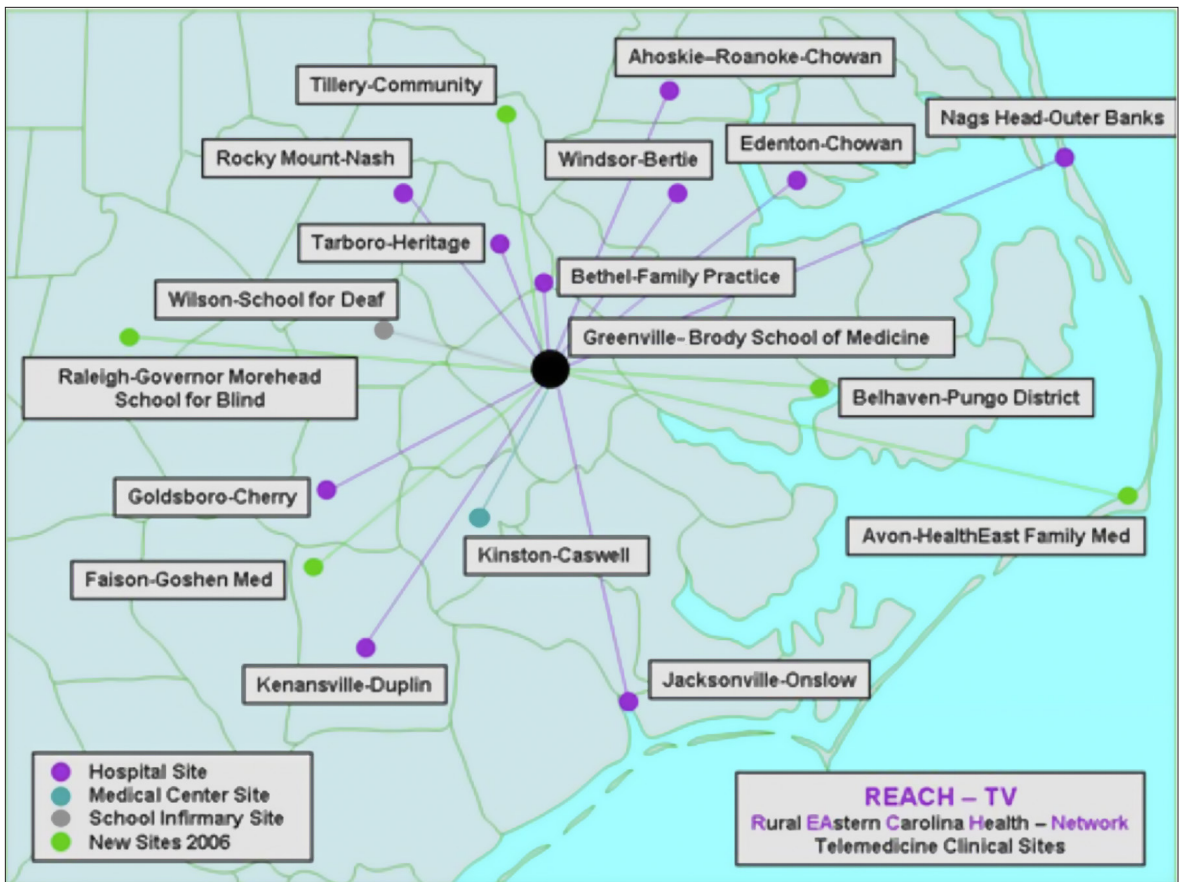 Ahoskie–Roanoke-Chowan
Tillery-Community
Nags Head-Outer Banks
Edenton-Chowan
Rocky Mount-Nash
Windsor-Bertie
Tarboro-Heritage
Bethel-Family Practice
Wilson-School for Deaf
Greenville– Brody School of Medicine
Raleigh-Governor Morehead
School for Blind
Belhaven-Pungo District
Goldsboro-Cherry
Avon-HealthEast Family Med
Kinston-Caswell
Faison-Goshen Med
Kenansville-Duplin
Jacksonville-Onslow
Hospital Site
Medical Center Site
School Infirmary Site
New Sites 2006
REACH – TV
Rural EAstern Carolina Health – Network
Telemedicine Clinical Sites